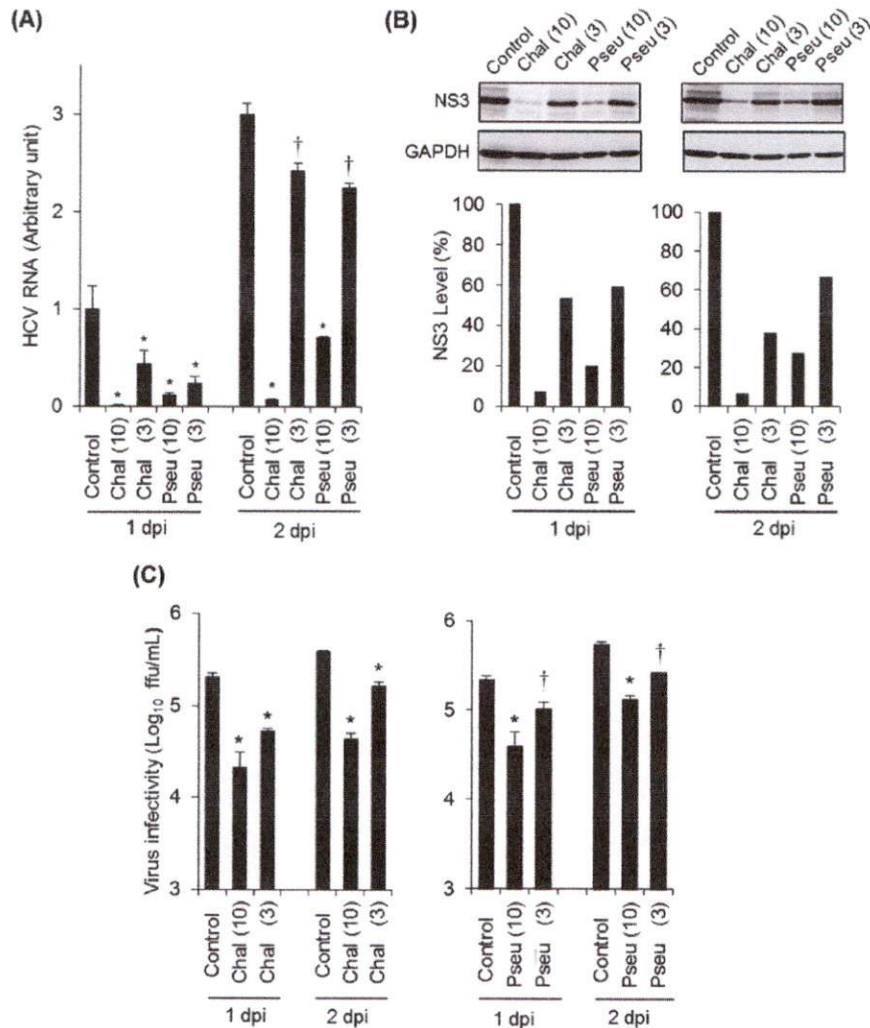 (A)
HCV RNA (Arbitrary unit)
3
2
1
0
†
†
*
*
*
*
*
*
Control
Chal (10)
Chal (3)
Pseu (10)
Pseu (3)
Control
Chal (10)
Chal (3)
Pseu (10)
Pseu (3)
1 dpi
2 dpi
(B)
Control
Chal (10)
Chal (3)
Pseu (10)
Pseu (3)
Control
Chal (10)
Chal (3)
Pseu (10)
Pseu (3)
NS3
GAPDH
NS3 Level (%)
100
80
60
40
20
0
100
80
60
40
20
0
Control
Chal (10)
Chal (3)
Pseu (10)
Pseu (3)
Control
Chal (10)
Chal (3)
Pseu (10)
Pseu (3)
1 dpi
2 dpi
(C)
Virus infectivity (Log10 ffu/mL)
6
5
4
3
*
*
*
*
Control
Chal (10)
Chal (3)
Control
Chal (10)
Chal (3)
1 dpi
2 dpi
6
5
4
3
*
†
*
†
Control
Pseu (10)
Pseu (3)
Control
Pseu (10)
Pseu (3)
1 dpi
2 dpi